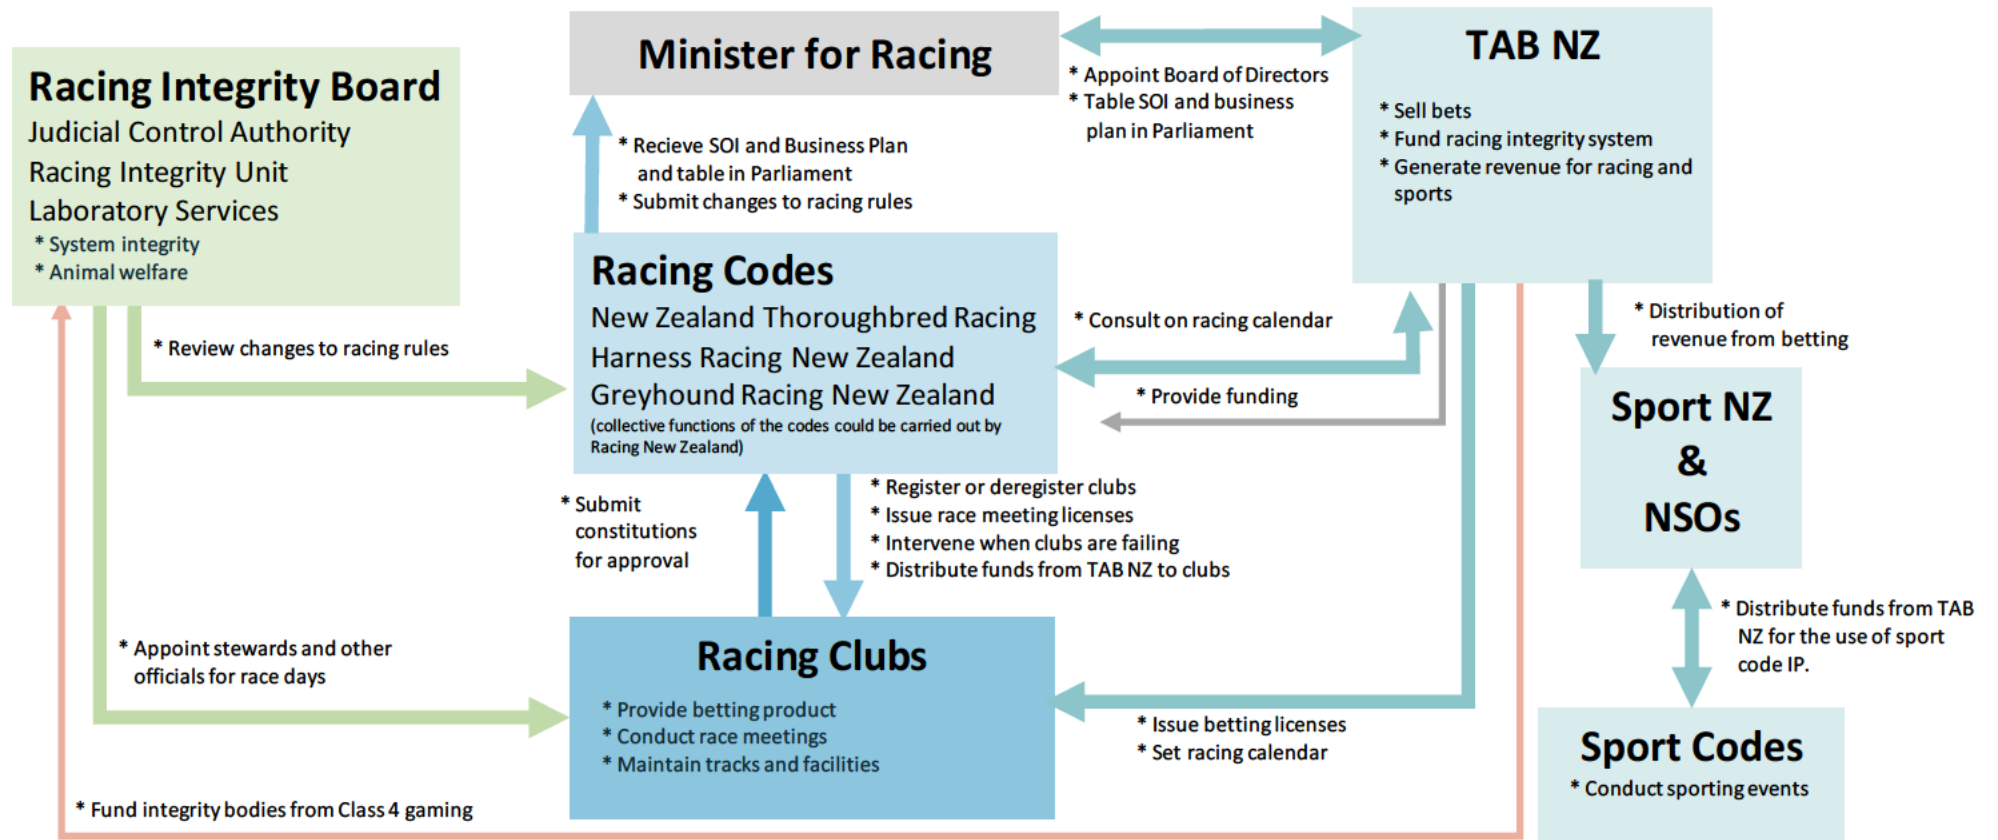 Racing Integrity Board
Judicial Control Authority
Racing Integrity Unit
Laboratory Services
* System integrity
* Animal welfare
Minister for Racing
* Appoint Board of Directors
* Table SOI and business
plan in Parliament
TAB NZ
* Sell bets
* Fund racing integrity system
* Generate revenue for racing and
sports
* Recieve SOI and Business Plan
and table in Parliament
* Submit changes to racing rules
Racing Codes
New Zealand Thoroughbred Racing
Harness Racing New Zealand
Greyhound Racing New Zealand
(collective functions of the codes could be carried out by
Racing New Zealand)
* Review changes to racing rules
* Consult on racing calendar
* Provide funding
* Distribution of
revenue from betting
Sport NZ
&
NSOs
* Submit
constitutions
for approval
* Register or deregister clubs
* Issue race meeting licenses
* Intervene when clubs are failing
* Distribute funds from TAB NZ to clubs
* Distribute funds from TAB
NZ for the use of sport
code IP.
* Appoint stewards and other
officials for race days
Racing Clubs
* Provide betting product
* Conduct race meetings
* Maintain tracks and facilities
* Issue betting licenses
* Set racing calendar
Sport Codes
* Conduct sporting events
* Fund integrity bodies from Class 4 gaming